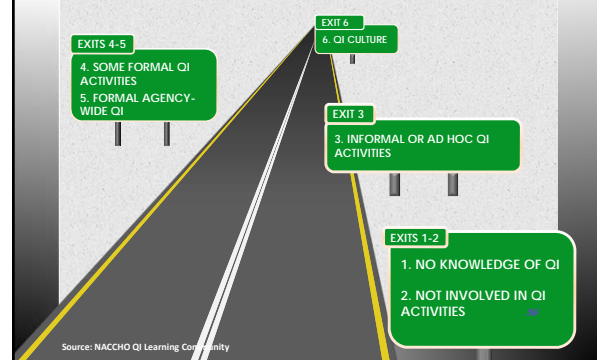 EXIT 6
6. QI CULTURE
EXITS 4-5
4. SOME FORMAL QI
ACTIVITIES
5. FORMAL AGENCY-
WIDE QI
EXIT 3
3. INFORMAL OR AD HOC QI
ACTIVITIES
EXITS 1-2
1. NO KNOWLEDGE OF QI
2. NOT INVOLVED IN QI
ACTIVITIES
Source: NACCHO QI Learning Community